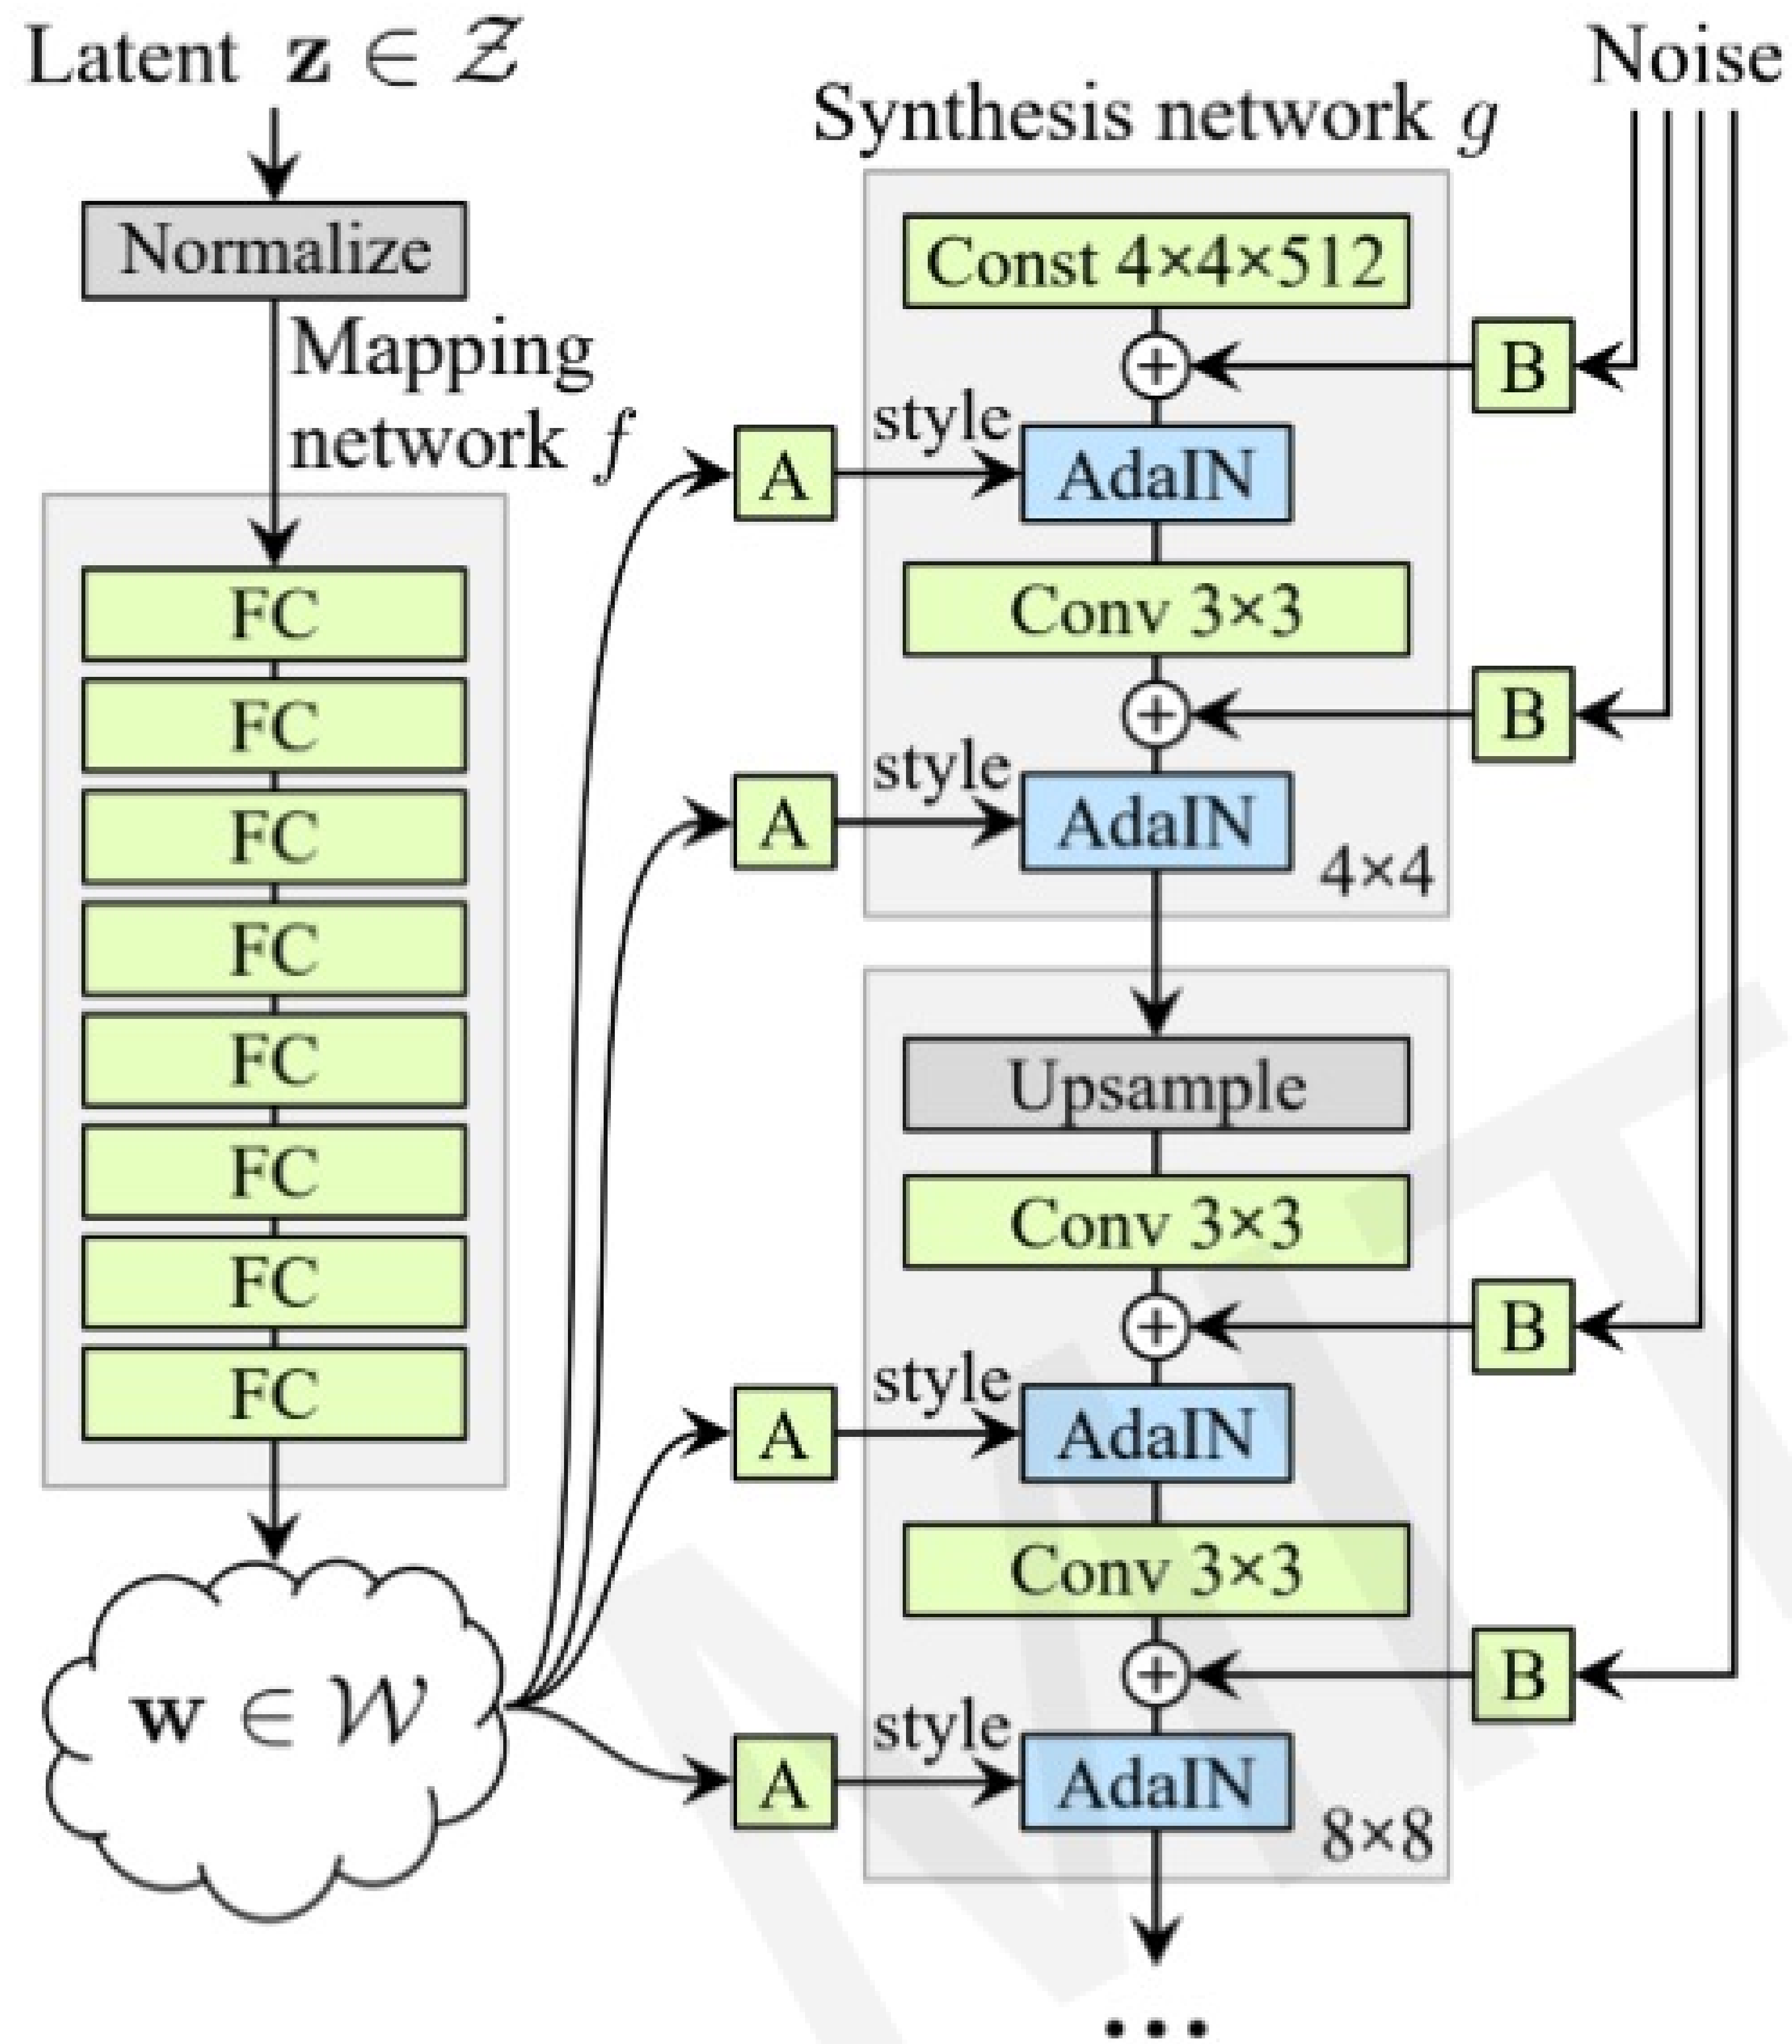 Latent z ∈ 𝒵
Normalize
Mapping
network f
FC
FC
FC
FC
FC
FC
FC
FC
w ∈ 𝒲
Synthesis network g
Noise
Const 4×4×512
B
style
A
AdaIN
Conv 3×3
B
style
A
AdaIN
4×4
Upsample
Conv 3×3
B
style
A
AdaIN
Conv 3×3
B
style
A
AdaIN
8×8
...